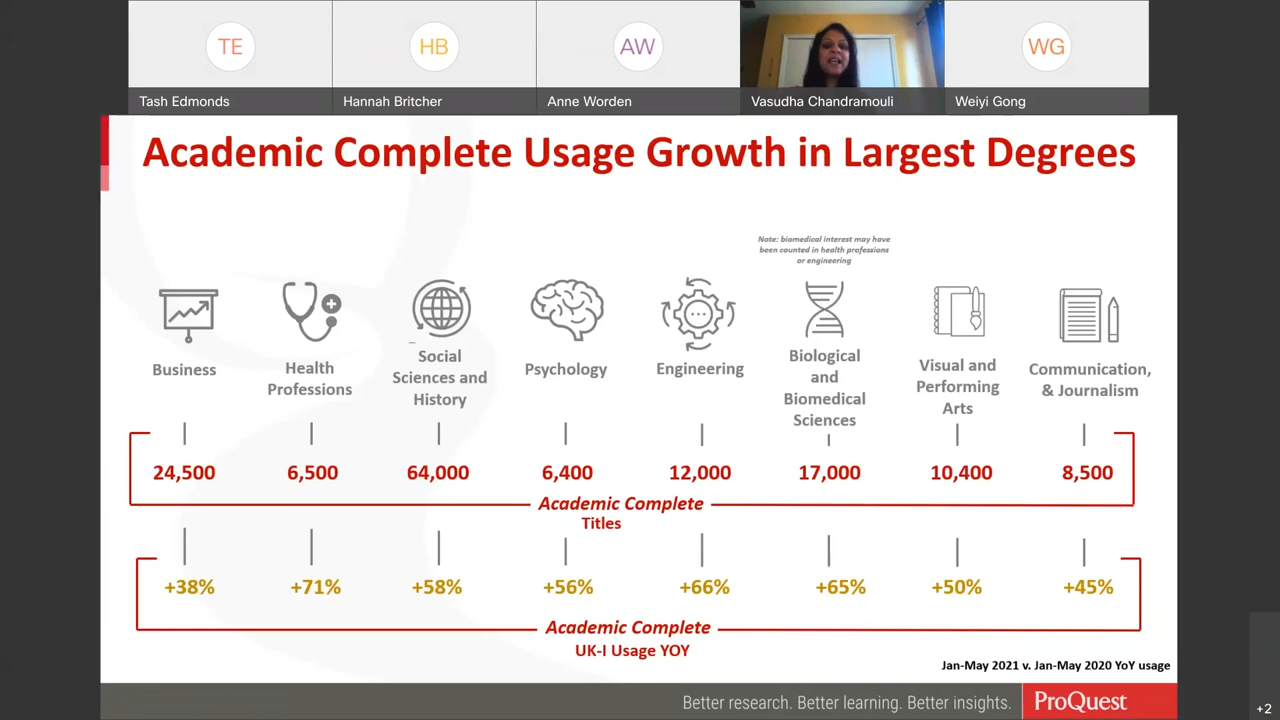 TE
HB
AW
WG
Tash Edmonds
Hannah Britcher
Anne Worden
Vasudha Chandramouli
Weiyi Gong
Academic Complete Usage Growth in Largest Degrees
Note: biomedical interest may have
been counted in health professions
or engineering
Business
Health
Professions
Social
Sciences and
History
Psychology
Engineering
Biological
and
Biomedical
Sciences
Visual and
Performing
Arts
Communication,
& Journalism
24,500
6,500
64,000
6,400
12,000
17,000
10,400
8,500
Academic Complete
Titles
+38%
+71%
+58%
+56%
+66%
+65%
+50%
+45%
Academic Complete
UK-I Usage YOY
Jan-May 2021 v. Jan-May 2020 YoY usage
Better research. Better learning. Better insights.
ProQuest
+2